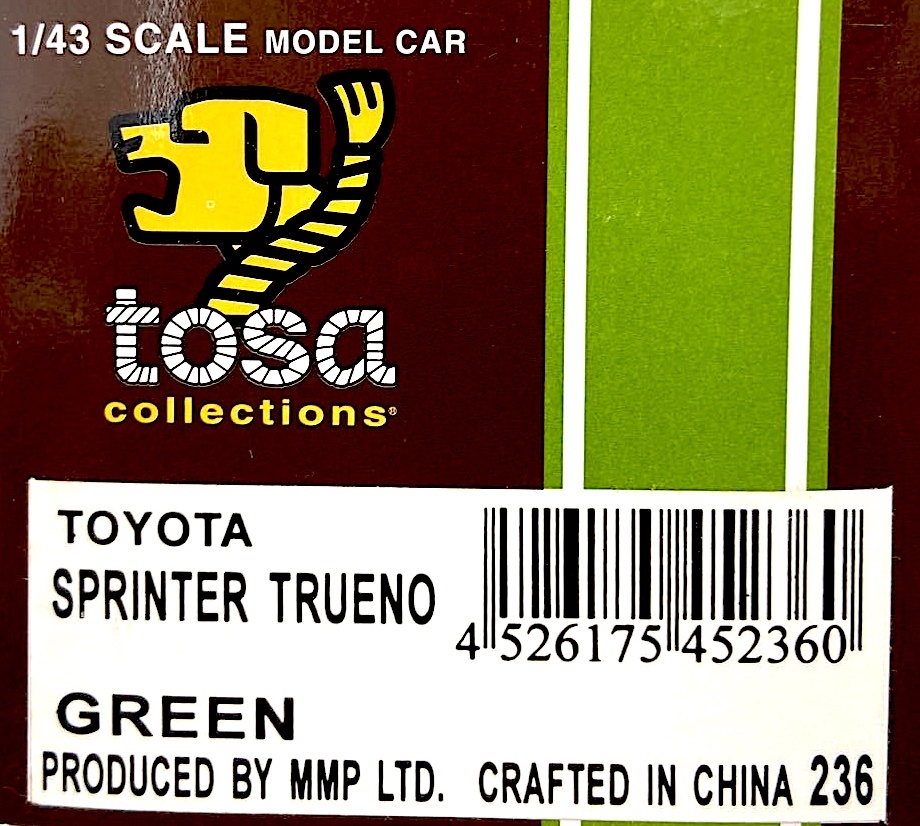 1/43 SCALE MODEL CAR
tosa
collections®
TOYOTA
SPRINTER TRUENO
4 526175 452360
GREEN
PRODUCED BY MMP LTD. CRAFTED IN CHINA 236